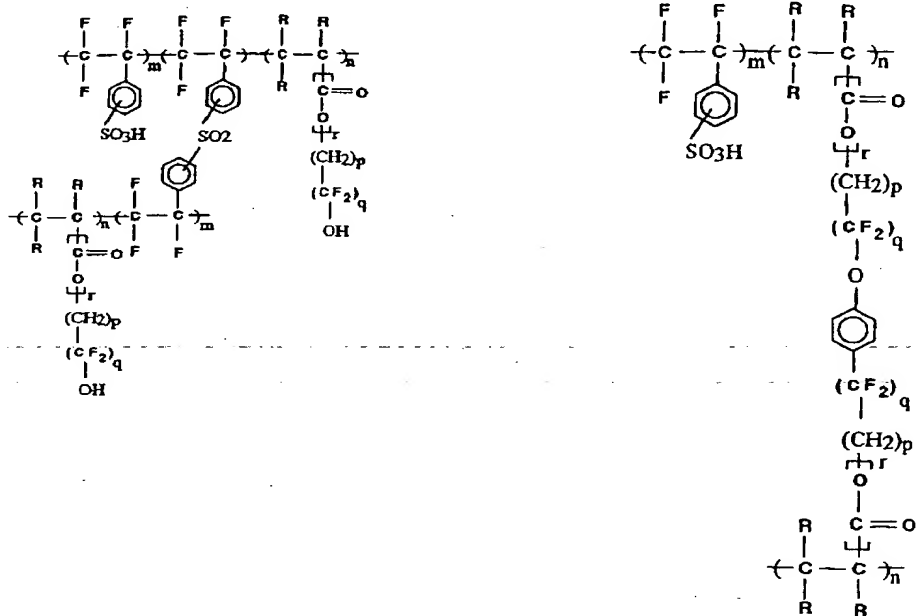 F F F F R R
(C—C)m(C—C)—(C—C)n
F F R
C=O
O
SO3H SO2 r
(CH2)p
R R F F (CF2)q
OH
(C—C)n(C—C)m
R F F
C=O
O
r
(CH2)p
(CF2)q
OH
F F R R
(C—C)m(C—C)n
F R
C=O
O
SO3H r
(CH2)p
(CF2)q
O
(CF2)q
(CH2)p
r
O
R C=O
(C—C)n
R R